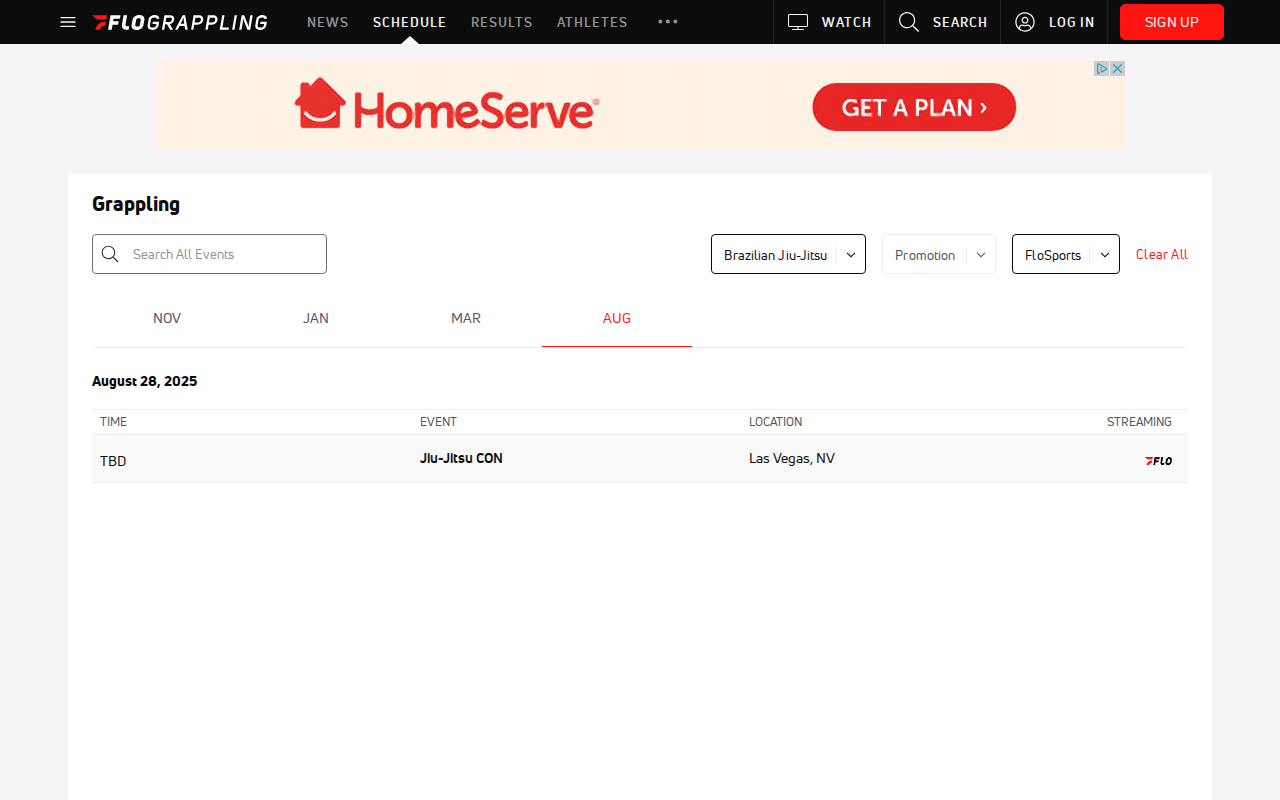 FLOGRAPPLING NEWS SCHEDULE RESULTS ATHLETES WATCH SEARCH LOG IN SIGN UP
HomeServe® GET A PLAN ›
Grappling
Search All Events Brazilian Jiu-Jitsu Promotion FloSports Clear All
NOV JAN MAR AUG
August 28, 2025
TIME EVENT LOCATION STREAMING
TBD Jiu-Jitsu CON Las Vegas, NV FLO